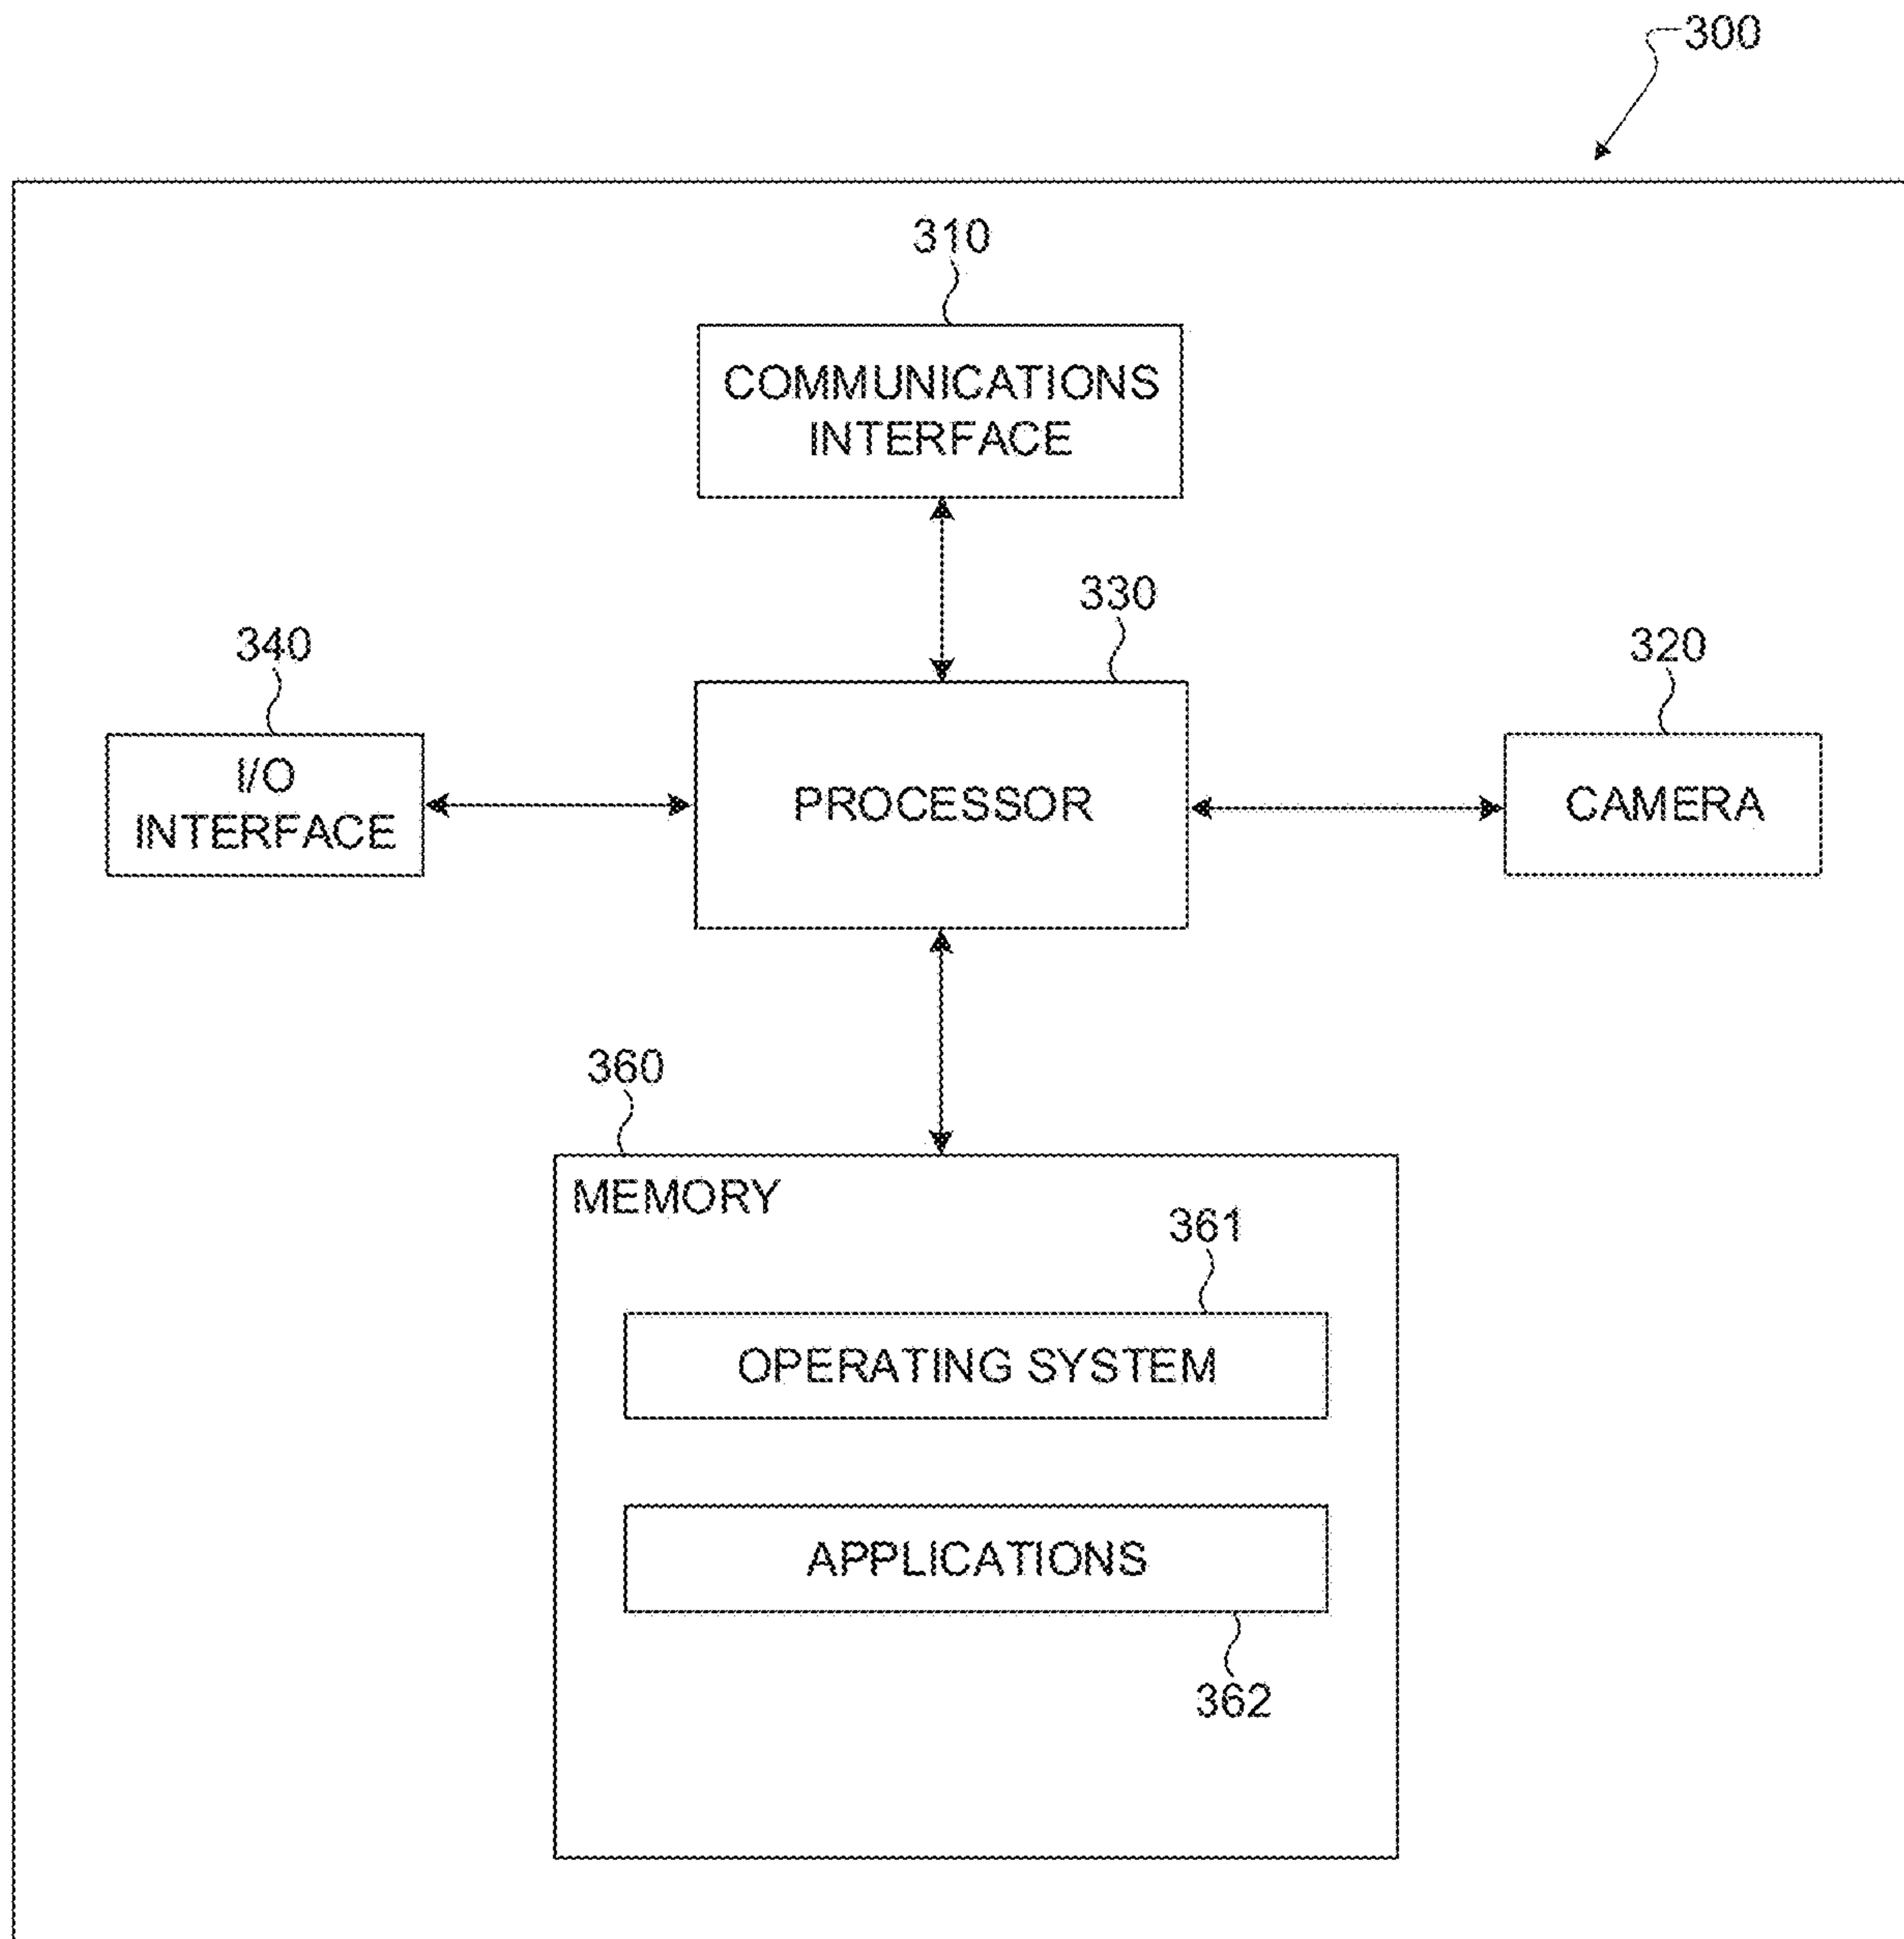 300
310
COMMUNICATIONS
INTERFACE
330
340
320
I/O
INTERFACE
PROCESSOR
CAMERA
360
MEMORY
361
OPERATING SYSTEM
APPLICATIONS
362